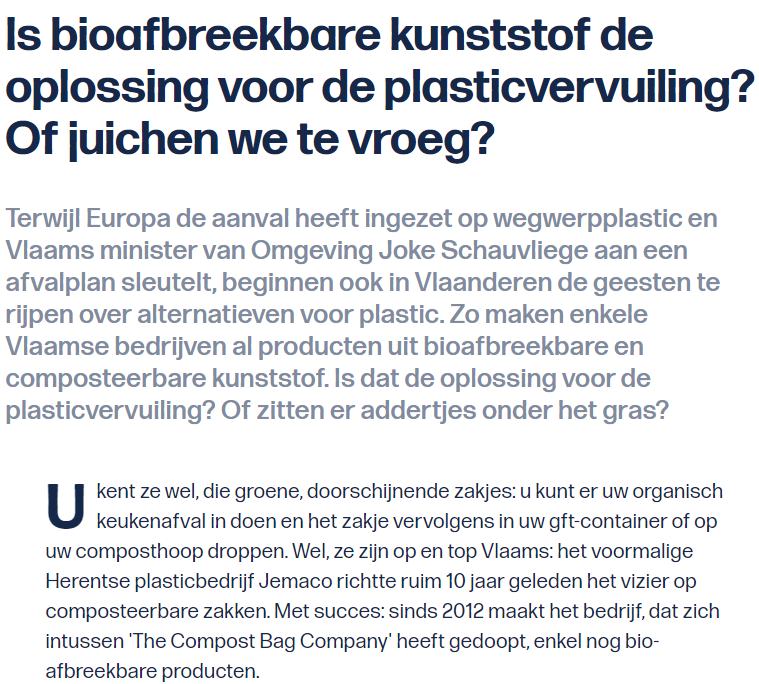 Is bioafbreekbare kunststof de
oplossing voor de plasticvervuiling?
Of juichen we te vroeg?
Terwijl Europa de aanval heeft ingezet op wegwerpplastic en
Vlaams minister van Omgeving Joke Schauvliege aan een
afvalplan sleutelt, beginnen ook in Vlaanderen de geesten te
rijpen over alternatieven voor plastic. Zo maken enkele
Vlaamse bedrijven al producten uit bioafbreekbare en
composteerbare kunststof. Is dat de oplossing voor de
plasticvervuiling? Of zitten er addertjes onder het gras?
U kent ze wel, die groene, doorschijnende zakjes: u kunt er uw organisch
keukenafval in doen en het zakje vervolgens in uw gft-container of op
uw composthoop droppen. Wel, ze zijn op en top Vlaams: het voormalige
Herentse plasticbedrijf Jemaco richtte ruim 10 jaar geleden het vizier op
composteerbare zakken. Met succes: sinds 2012 maakt het bedrijf, dat zich
intussen 'The Compost Bag Company' heeft gedoopt, enkel nog bio-
afbreekbare producten.